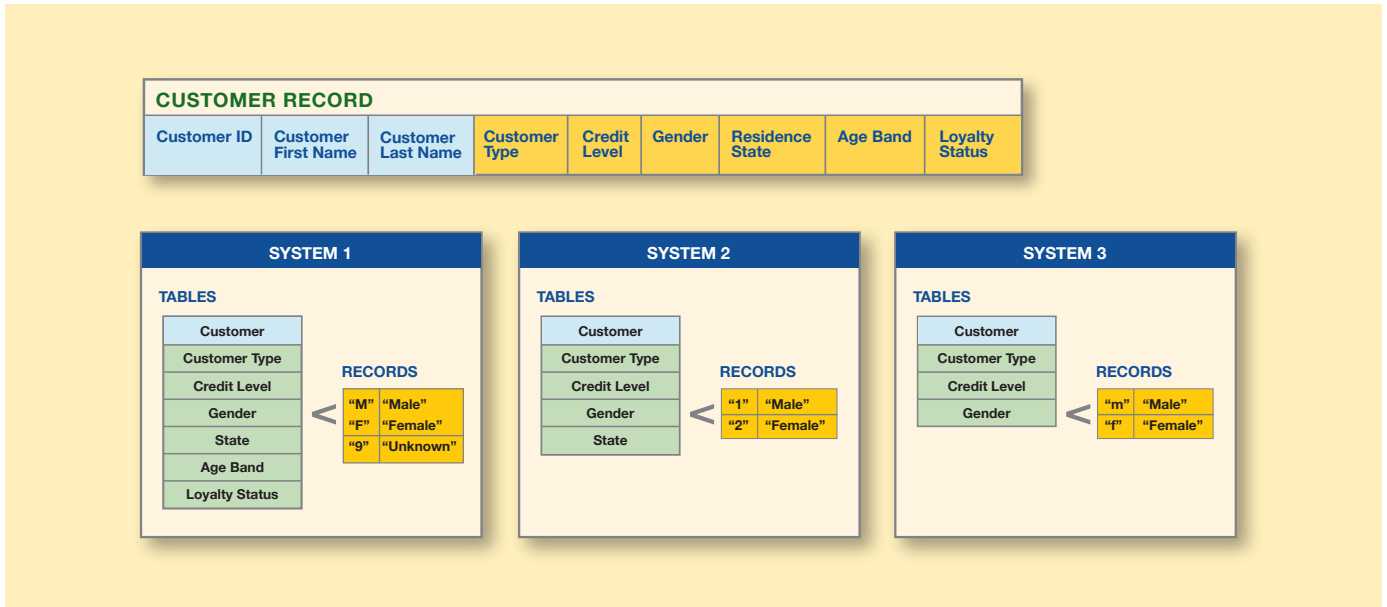 CUSTOMER RECORD
Customer ID
Customer
First Name
Customer
Last Name
Customer
Type
Credit
Level
Gender
Residence
State
Age Band
Loyalty
Status
SYSTEM 1
TABLES
Customer
Customer Type
Credit Level
Gender
State
Age Band
Loyalty Status
<
RECORDS
“M” “Male”
“F” “Female”
“9” “Unknown”
SYSTEM 2
TABLES
Customer
Customer Type
Credit Level
Gender
State
<
RECORDS
“1” “Male”
“2” “Female”
SYSTEM 3
TABLES
Customer
Customer Type
Credit Level
Gender
<
RECORDS
“m” “Male”
“f” “Female”